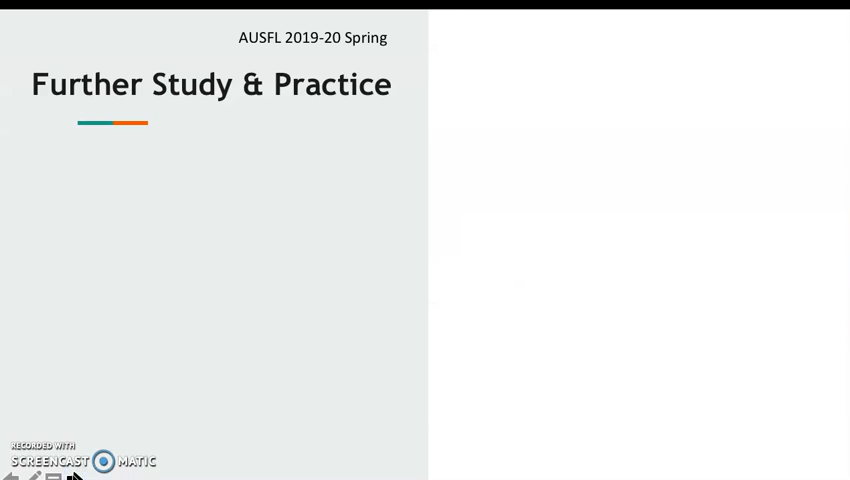 AUSFL 2019-20 Spring
Further Study & Practice
RECORDED WITH
SCREENCAST MATIC